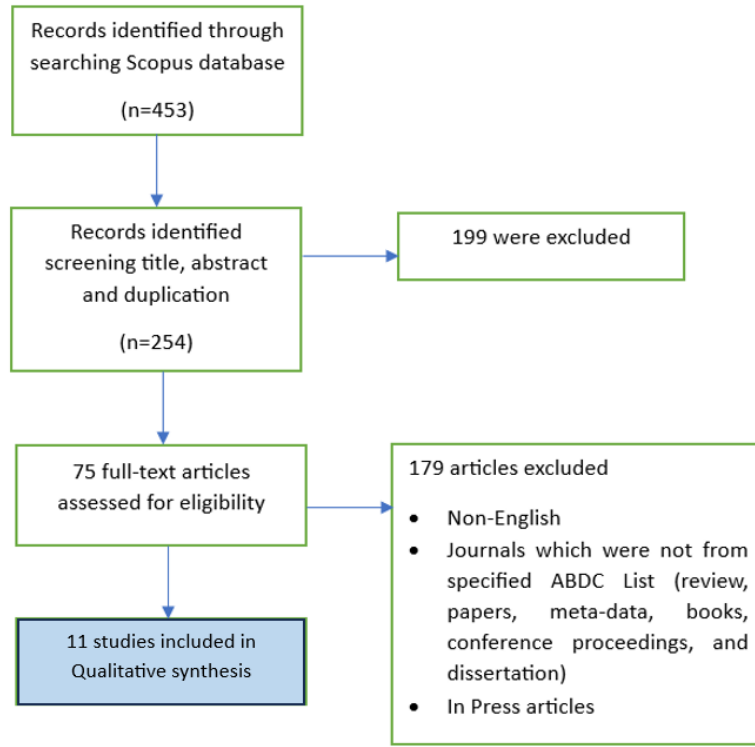 Records identified through
searching Scopus database
(n=453)
Records identified
screening title, abstract
and duplication
(n=254)
199 were excluded
75 full-text articles
assessed for eligibility
179 articles excluded
• Non-English
• Journals which were not from
specified ABDC List (review,
papers, meta-data, books,
conference proceedings, and
dissertation)
• In Press articles
11 studies included in
Qualitative synthesis